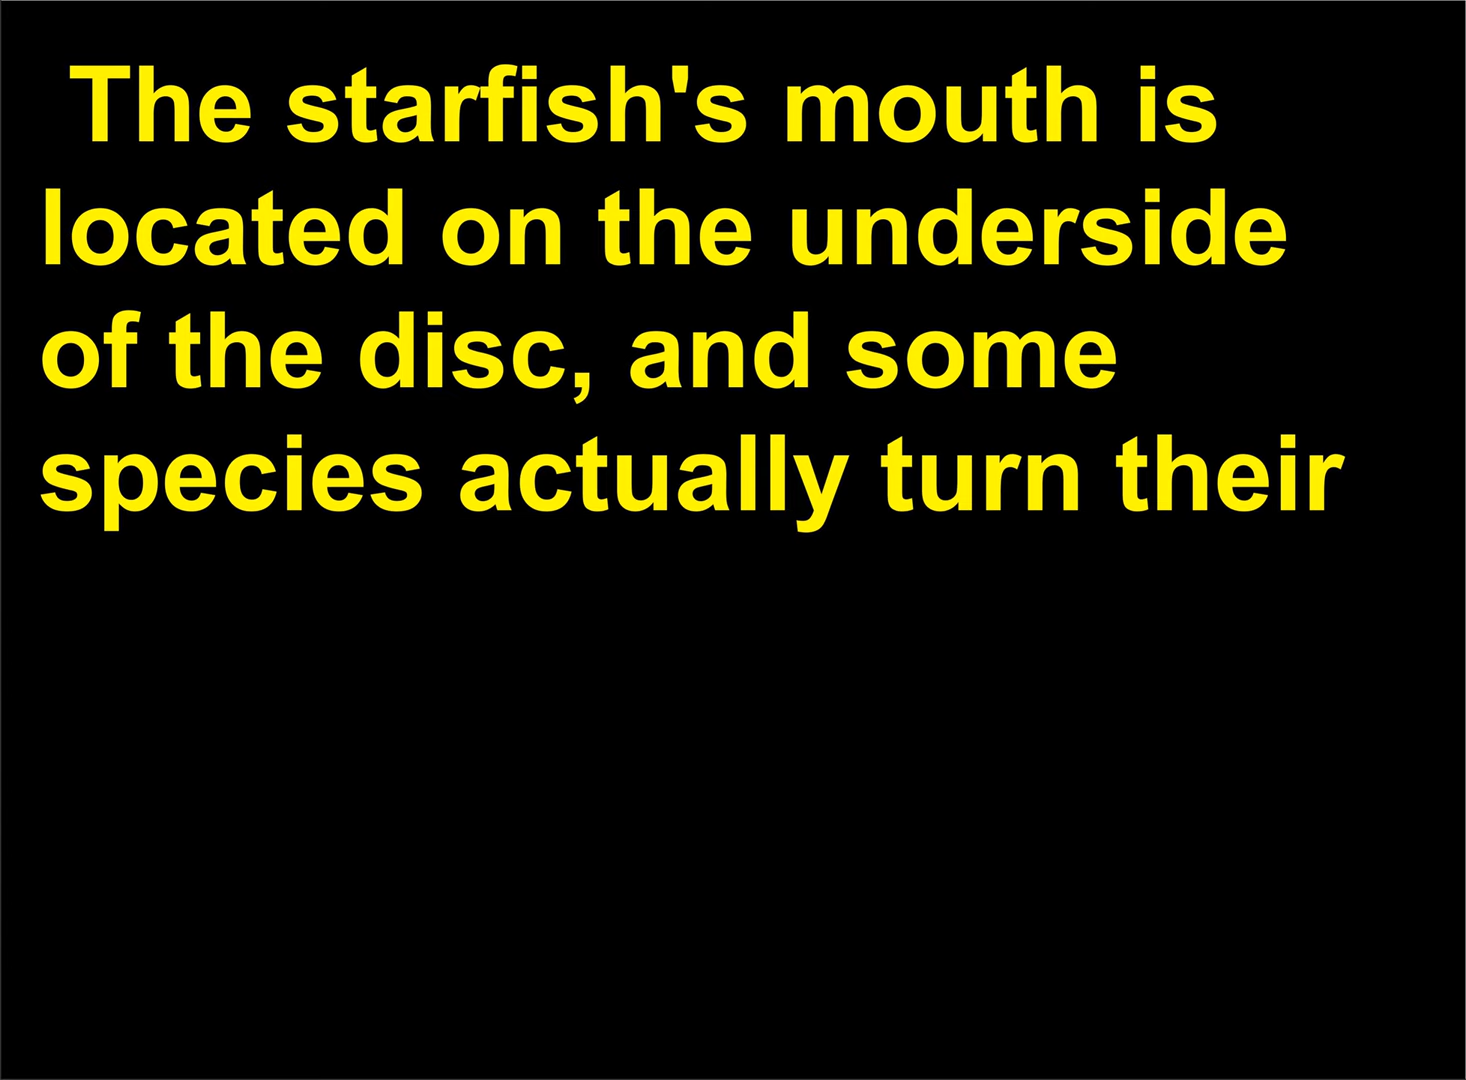 The starfish's mouth is
located on the underside
of the disc, and some
species actually turn their